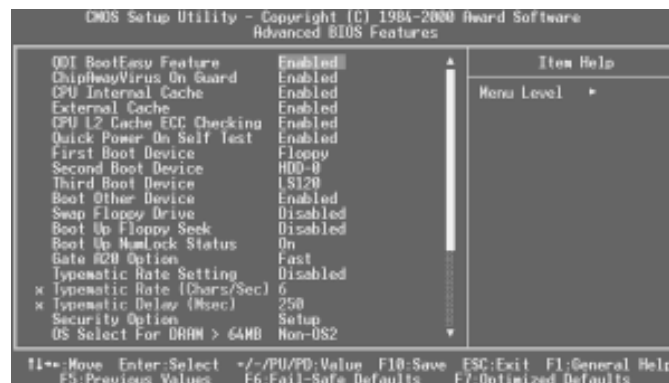 CMOS Setup Utility - Copyright (C) 1984-2000 Award Software
Advanced BIOS Features
QDI BootEasy Feature Enabled
ChipAwayVirus On Guard Enabled
CPU Internal Cache Enabled
External Cache Enabled
CPU L2 Cache ECC Checking Enabled
Quick Power On Self Test Enabled
First Boot Device Floppy
Second Boot Device HDD-0
Third Boot Device LS120
Boot Other Device Enabled
Swap Floppy Drive Disabled
Boot Up Floppy Seek Disabled
Boot Up NumLock Status On
Gate A20 Option Fast
Typematic Rate Setting Disabled
x Typematic Rate (Chars/Sec) 6
x Typematic Delay (Msec) 250
Security Option Setup
OS Select For DRAM > 64MB Non-OS2
Item Help
Menu Level ▸
↑↓→←:Move Enter:Select +/-/PU/PD:Value F10:Save ESC:Exit F1:General Help
F5:Previous Values F6:Fail-Safe Defaults F7:Optimized Defaults